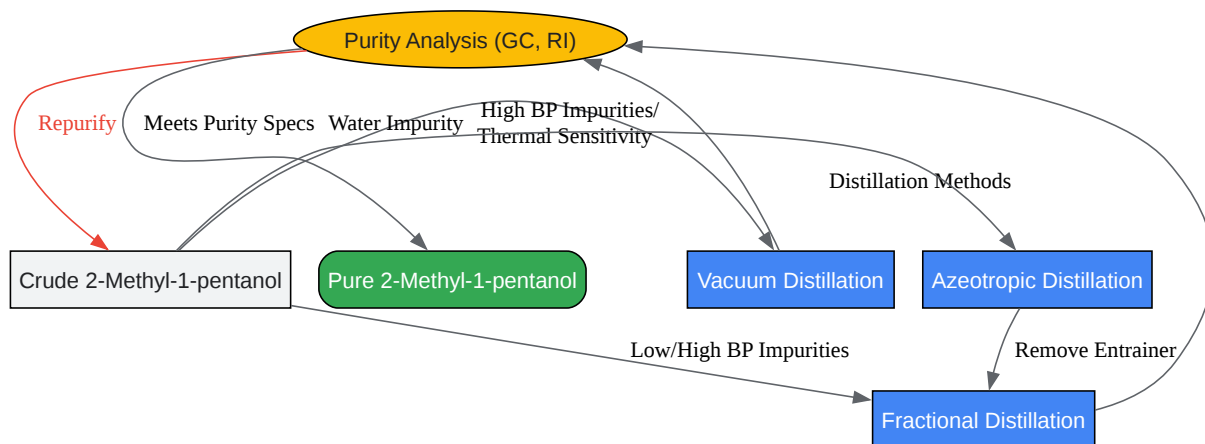 Purity Analysis (GC, RI)
Repurify
Meets Purity Specs
Water Impurity
High BP Impurities/
Thermal Sensitivity
Distillation Methods
Crude 2-Methyl-1-pentanol
Pure 2-Methyl-1-pentanol
Vacuum Distillation
Azeotropic Distillation
Low/High BP Impurities
Remove Entrainer
Fractional Distillation